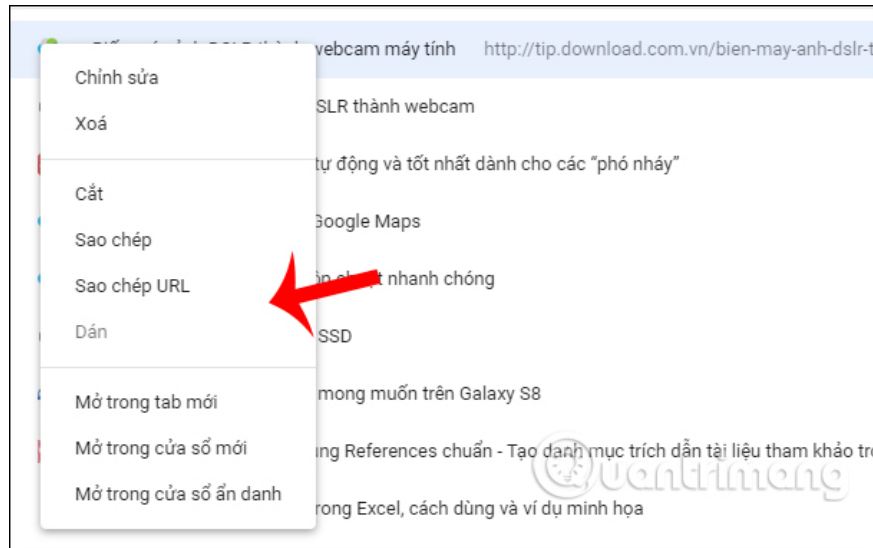 webcam máy tính http://tip.download.com.vn/bien-may-anh-dslr-t
Chỉnh sửa
SLR thành webcam
Xoá
tự động và tốt nhất dành cho các “phó nháy”
Cắt
Google Maps
Sao chép
Sao chép URL
nhanh chóng
Dán
SSD
Mở trong tab mới
mong muốn trên Galaxy S8
Mở trong cửa sổ mới
ng References chuẩn - Tạo danh mục trích dẫn tài liệu tham khảo tr
Quantrimang
Mở trong cửa sổ ẩn danh
rong Excel, cách dùng và ví dụ minh họa